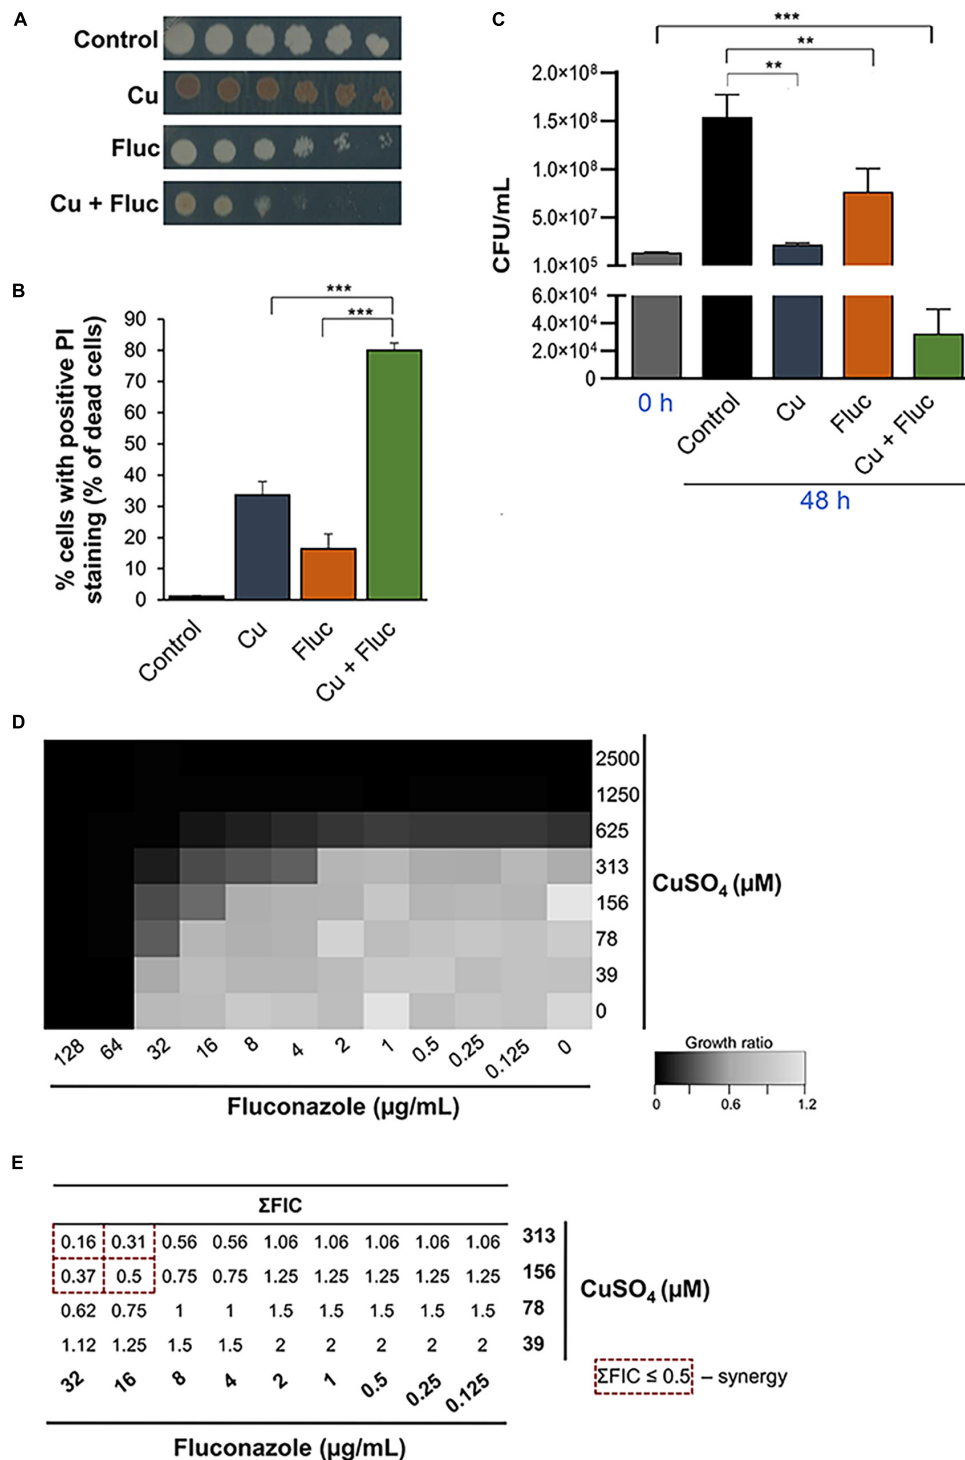 A
Control
Cu
Fluc
Cu + Fluc
B
% cells with positive PI
staining (% of dead cells)
90
80
70
60
50
40
30
20
10
0
***
***
Control
Cu
Fluc
Cu + Fluc
C
***
**
**
CFU/mL
2.0×10⁸
1.5×10⁸
1.0×10⁸
5.0×10⁷
1.0×10⁵
6.0×10⁴
4.0×10⁴
2.0×10⁴
0
0 h
Control
Cu
Fluc
Cu + Fluc
48 h
D
2500
1250
625
313
156
78
39
0
CuSO₄ (µM)
128 64 32 16 8 4 2 1 0.5 0.25 0.125 0
Fluconazole (µg/mL)
Growth ratio
0 0.6 1.2
E
ΣFIC
0.16 0.31 0.56 0.56 1.06 1.06 1.06 1.06 1.06 313
0.37 0.5 0.75 0.75 1.25 1.25 1.25 1.25 1.25 156
0.62 0.75 1 1 1.5 1.5 1.5 1.5 1.5 78
1.12 1.25 1.5 1.5 2 2 2 2 2 39
32 16 8 4 2 1 0.5 0.25 0.125
CuSO₄ (µM)
ΣFIC ≤ 0.5 – synergy
Fluconazole (µg/mL)